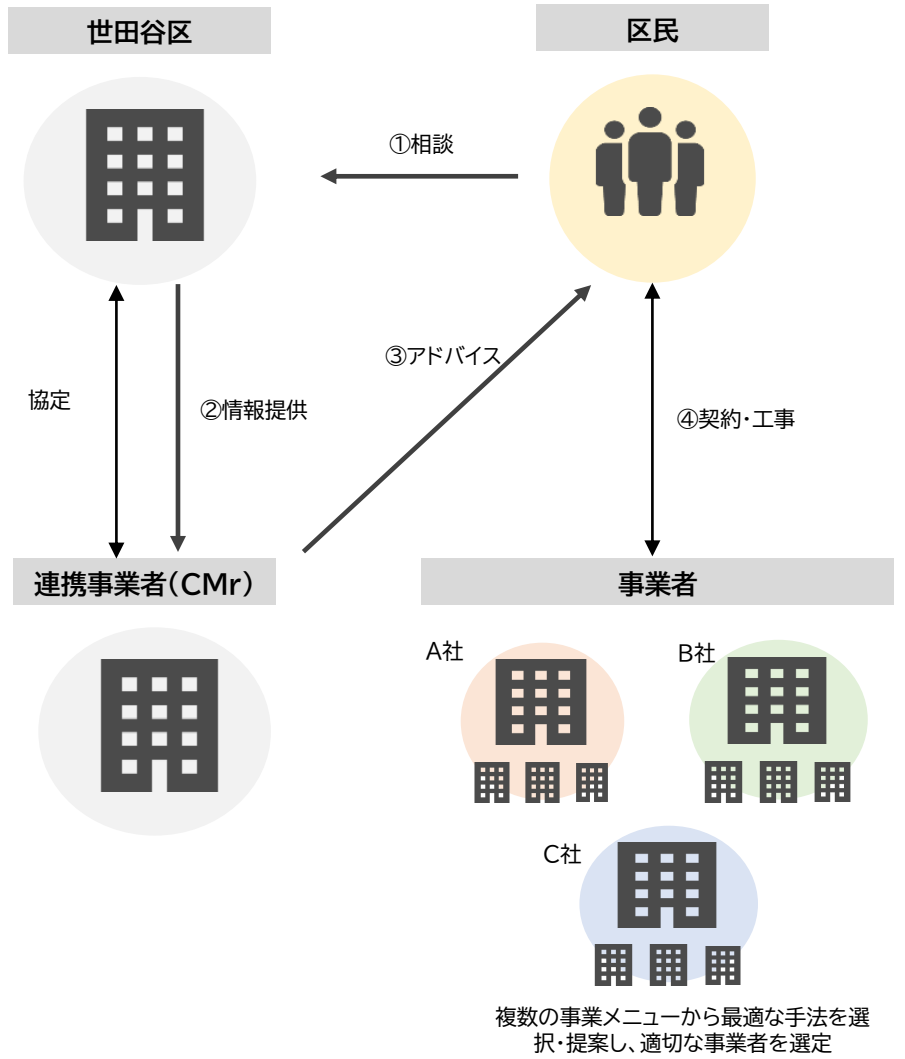 世田谷区
区民
①相談
協定
②情報提供
③アドバイス
④契約・工事
連携事業者(CMr)
事業者
A社
B社
C社
複数の事業メニューから最適な手法を選
択・提案し、適切な事業者を選定